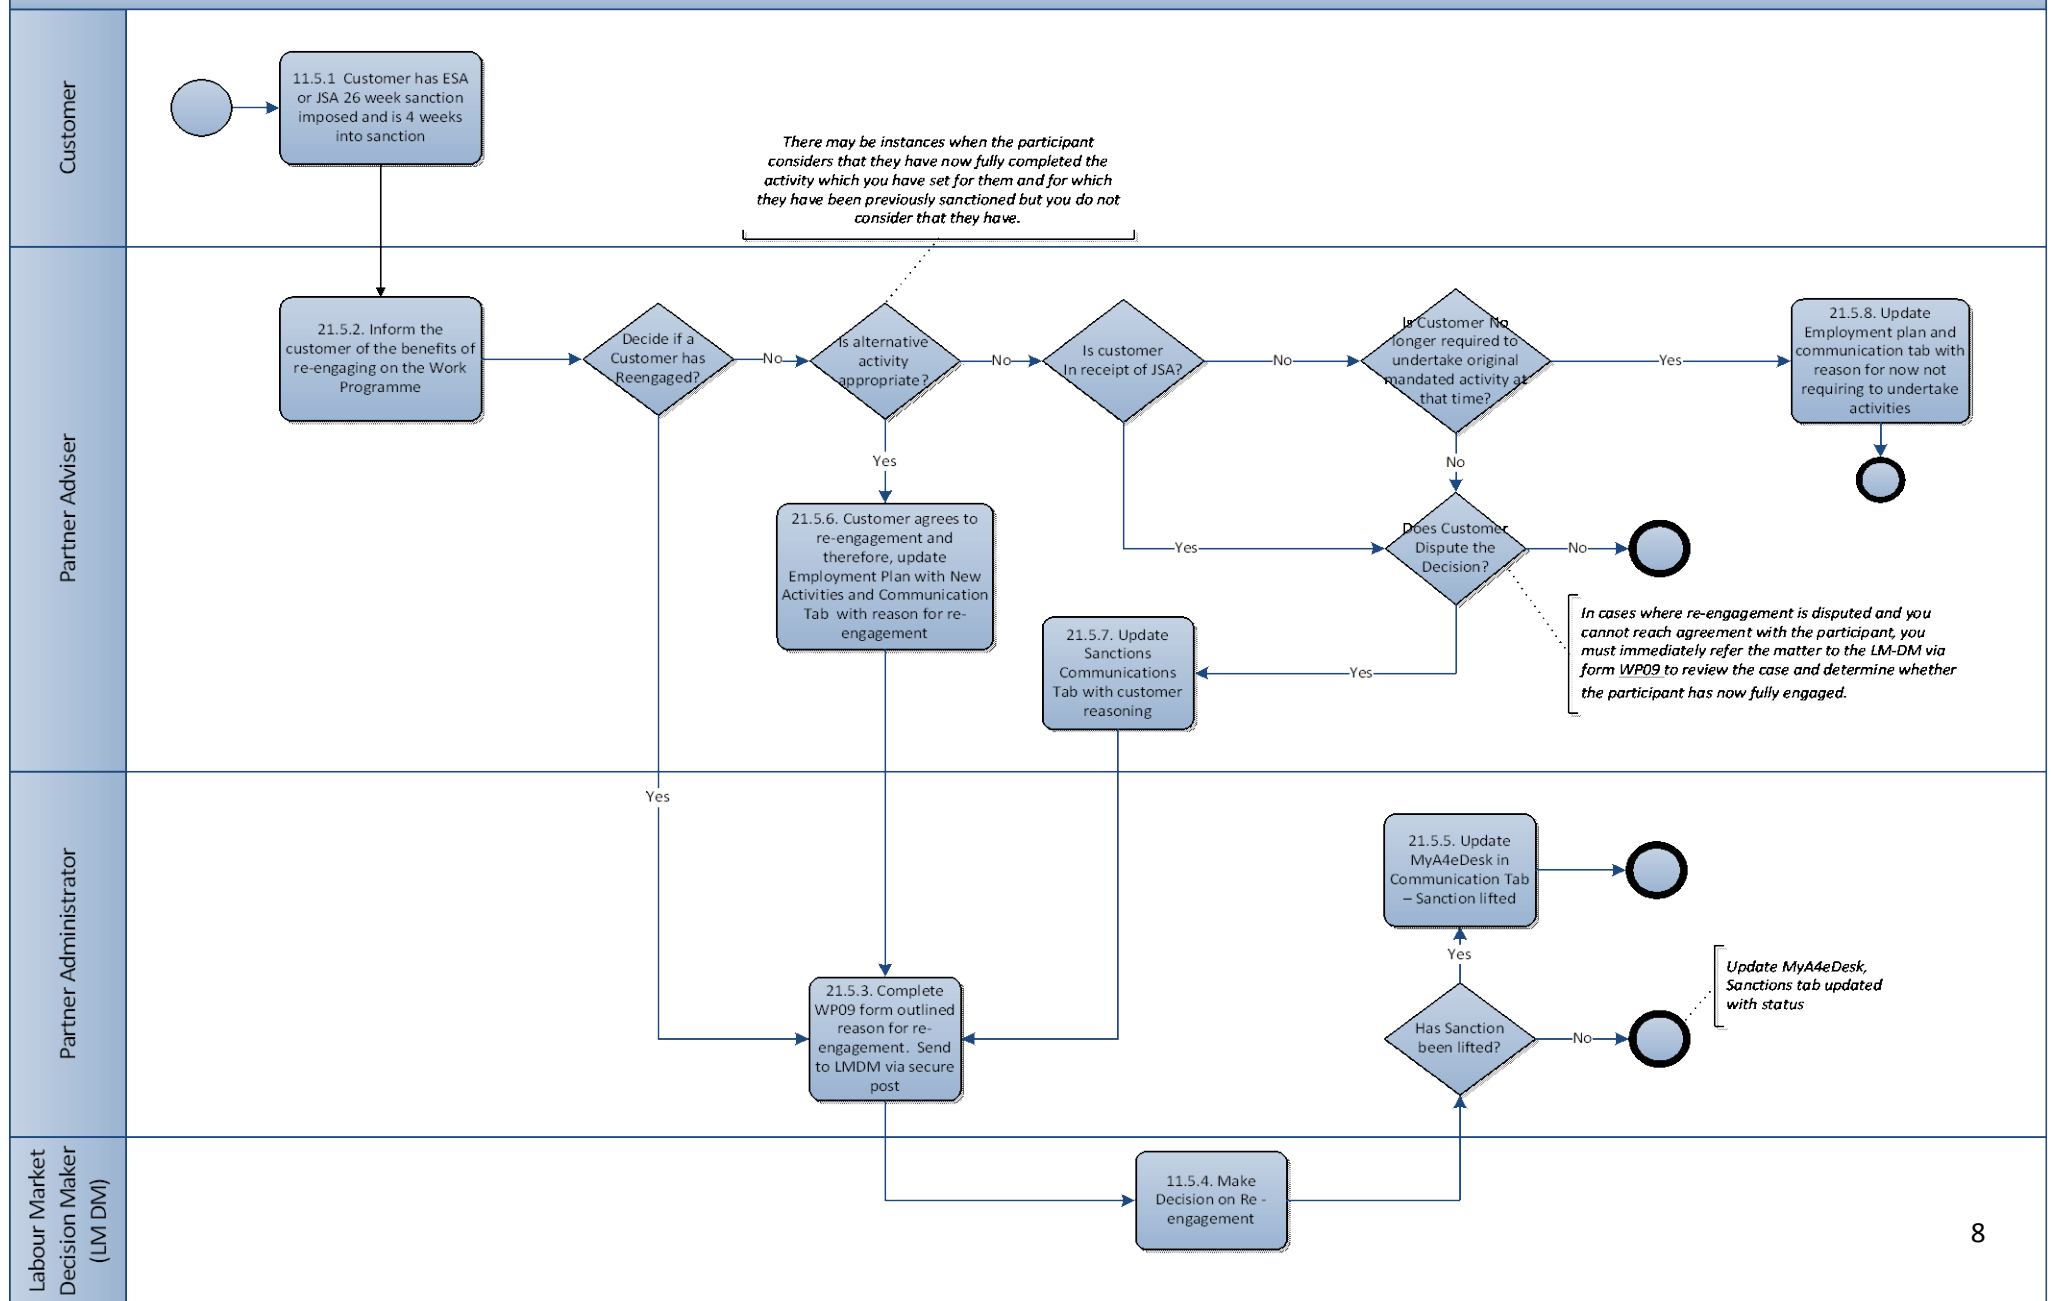 Customer
11.5.1 Customer has ESA
or JSA 26 week sanction
imposed and is 4 weeks
into sanction
There may be instances when the participant
considers that they have now fully completed the
activity which you have set for them and for which
they have been previously sanctioned but you do not
consider that they have.
Partner Adviser
21.5.2. Inform the
customer of the benefits of
re-engaging on the Work
Programme
Decide if a
Customer has
Reengaged?
No
Is alternative
activity
appropriate?
No
Is customer
In receipt of JSA?
No
Is Customer No
longer required to
undertake original
mandated activity at
that time?
Yes
21.5.8. Update
Employment plan and
communication tab with
reason for now not
requiring to undertake
activities
Yes
No
21.5.6. Customer agrees to
re-engagement and
therefore, update
Employment Plan with New
Activities and Communication
Tab with reason for re-
engagement
Yes
Does Customer
Dispute the
Decision?
No
In cases where re-engagement is disputed and you
cannot reach agreement with the participant, you
must immediately refer the matter to the LM-DM via
form WP09 to review the case and determine whether
the participant has now fully engaged.
21.5.7. Update
Sanctions
Communications
Tab with customer
reasoning
Yes
Partner Administrator
Yes
21.5.5. Update
MyA4eDesk in
Communication Tab
– Sanction lifted
Yes
21.5.3. Complete
WP09 form outlined
reason for re-
engagement. Send
to LMDM via secure
post
Has Sanction
been lifted?
No
Update MyA4eDesk,
Sanctions tab updated
with status
Labour Market
Decision Maker
(LM DM)
11.5.4. Make
Decision on Re -
engagement
8